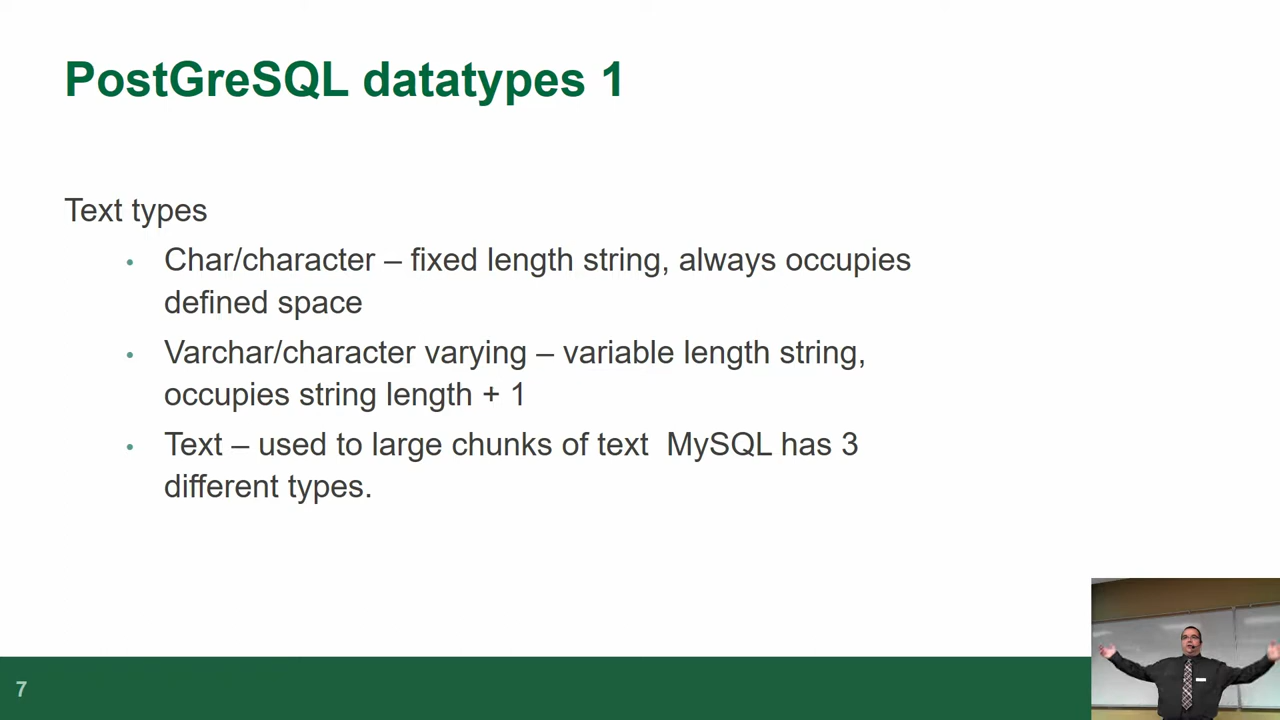 PostGreSQL datatypes 1
Text types
• Char/character – fixed length string, always occupies
defined space
• Varchar/character varying – variable length string,
occupies string length + 1
• Text – used to large chunks of text  MySQL has 3
different types.
7